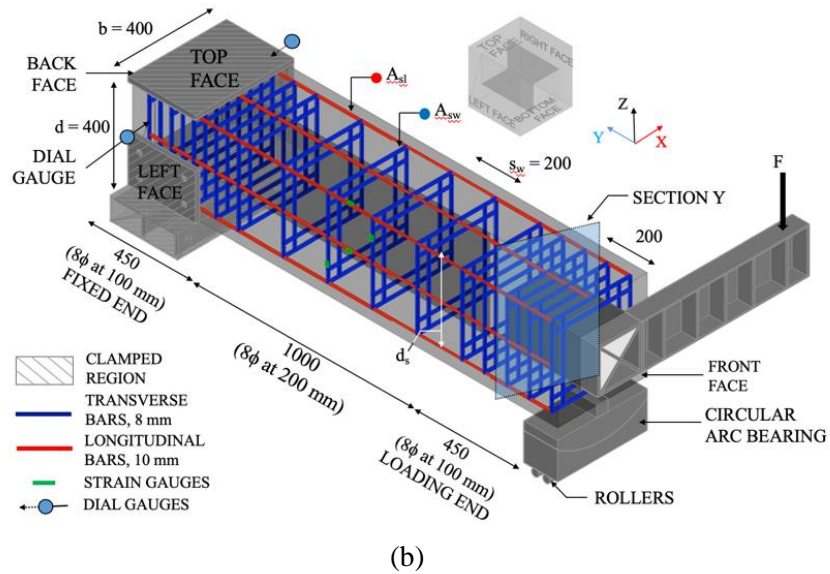 b = 400
BACK
FACE
TOP
FACE
d = 400
DIAL
GAUGE
LEFT
FACE
A_sl
A_sw
TOP
FACE
RIGHT FACE
LEFT FACE
BOTTOM
FACE
Z
Y
X
s_w = 200
SECTION Y
F
200
450
(8ϕ at 100 mm)
FIXED END
1000
(8ϕ at 200 mm)
d_s
450
(8ϕ at 100 mm)
LOADING END
FRONT
FACE
CIRCULAR
ARC BEARING
ROLLERS
CLAMPED
REGION
TRANSVERSE
BARS, 8 mm
LONGITUDINAL
BARS, 10 mm
STRAIN GAUGES
DIAL GAUGES
(b)